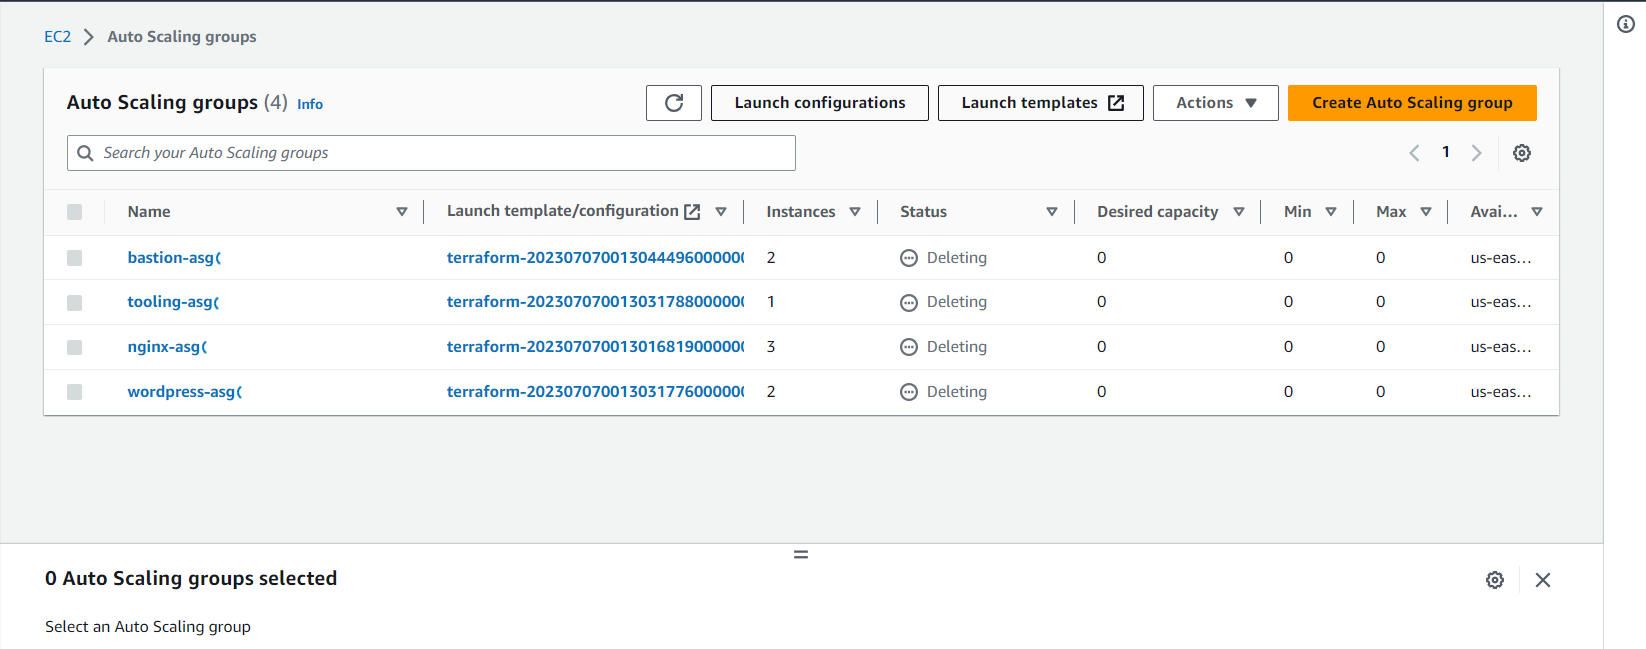 EC2 > Auto Scaling groups
Auto Scaling groups (4) Info
Launch configurations
Launch templates
Actions
Create Auto Scaling group
Search your Auto Scaling groups
1
Name Launch template/configuration Instances Status Desired capacity Min Max Avai...
bastion-asg( terraform-20230707001304449600000 2 Deleting 0 0 0 us-eas...
tooling-asg( terraform-20230707001303178800000 1 Deleting 0 0 0 us-eas...
nginx-asg( terraform-20230707001301681900000 3 Deleting 0 0 0 us-eas...
wordpress-asg( terraform-20230707001303177600000 2 Deleting 0 0 0 us-eas...
0 Auto Scaling groups selected
Select an Auto Scaling group